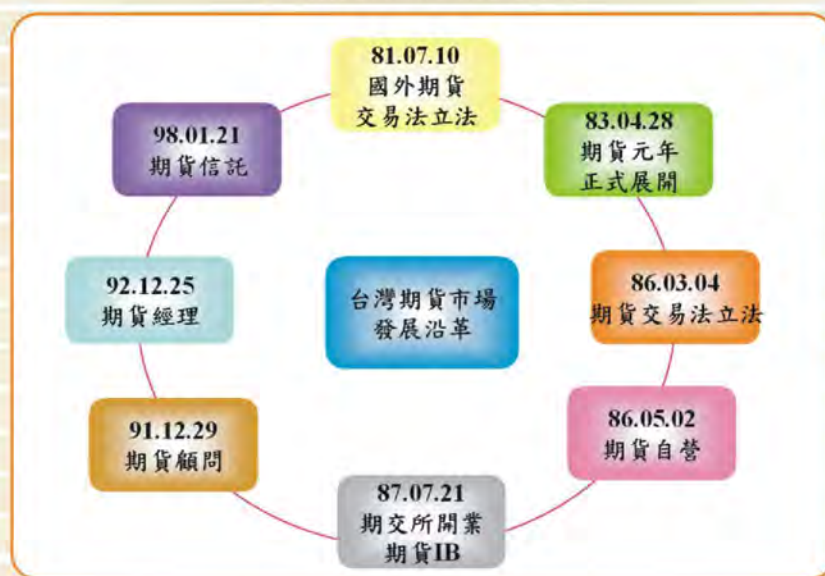 台灣期貨市場
發展沿革
81.07.10
國外期貨
交易法立法
83.04.28
期貨元年
正式展開
86.03.04
期貨交易法立法
86.05.02
期貨自營
87.07.21
期交所開業
期貨IB
91.12.29
期貨顧問
92.12.25
期貨經理
98.01.21
期貨信託